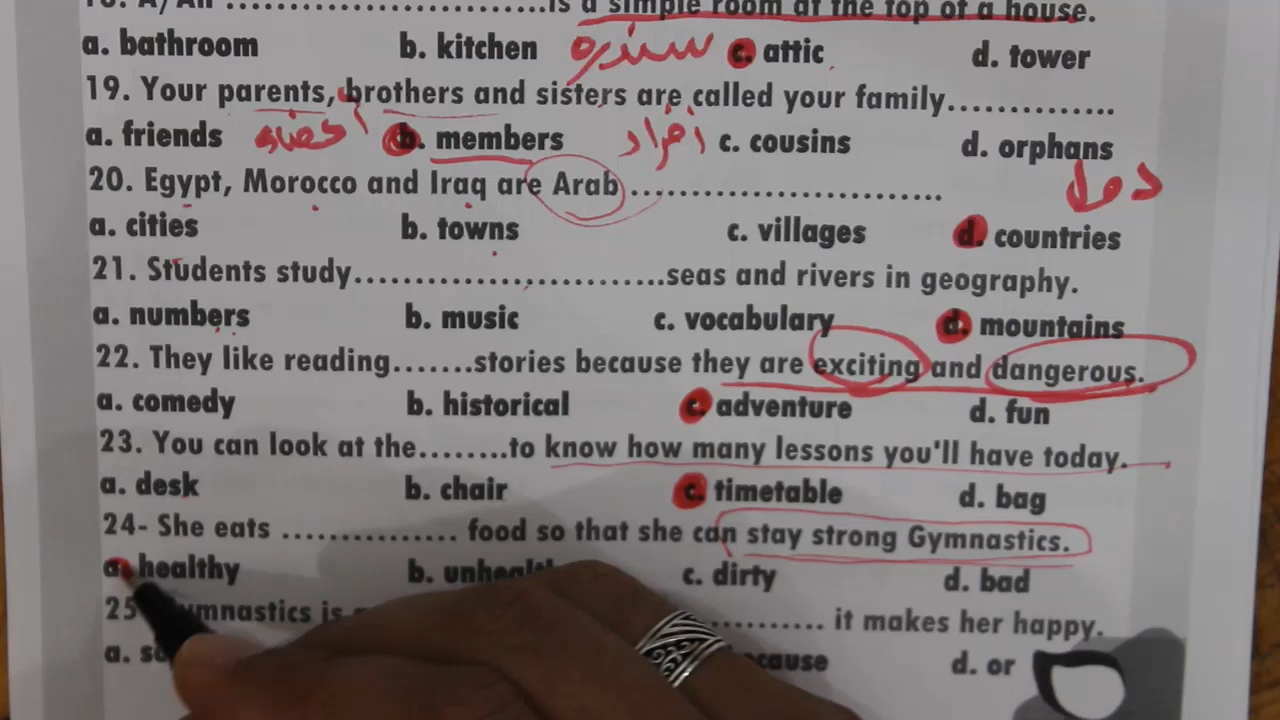 18. A/An ..............................is a simple room at the top of a house.
a. bathroom b. kitchen سندره c. attic d. tower
19. Your parents, brothers and sisters are called your family...............
a. friends أعضاء b. members أفراد c. cousins d. orphans
20. Egypt, Morocco and Iraq are Arab ............................. دول
a. cities b. towns c. villages d. countries
21. Students study.............................seas and rivers in geography.
a. numbers b. music c. vocabulary d. mountains
22. They like reading.......stories because they are exciting and dangerous.
a. comedy b. historical c. adventure d. fun
23. You can look at the........to know how many lessons you'll have today.
a. desk b. chair c. timetable d. bag
24- She eats ............... food so that she can stay strong Gymnastics.
a. healthy b. c. dirty d. bad
25 is ........... it makes her happy.
a. d. or